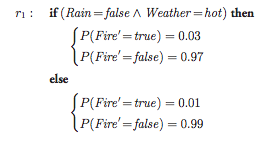 r₁ : if (Rain=false ∧ Weather=hot) then
P(Fire′=true) = 0.03
P(Fire′=false) = 0.97
else
P(Fire′=true) = 0.01
P(Fire′=false) = 0.99